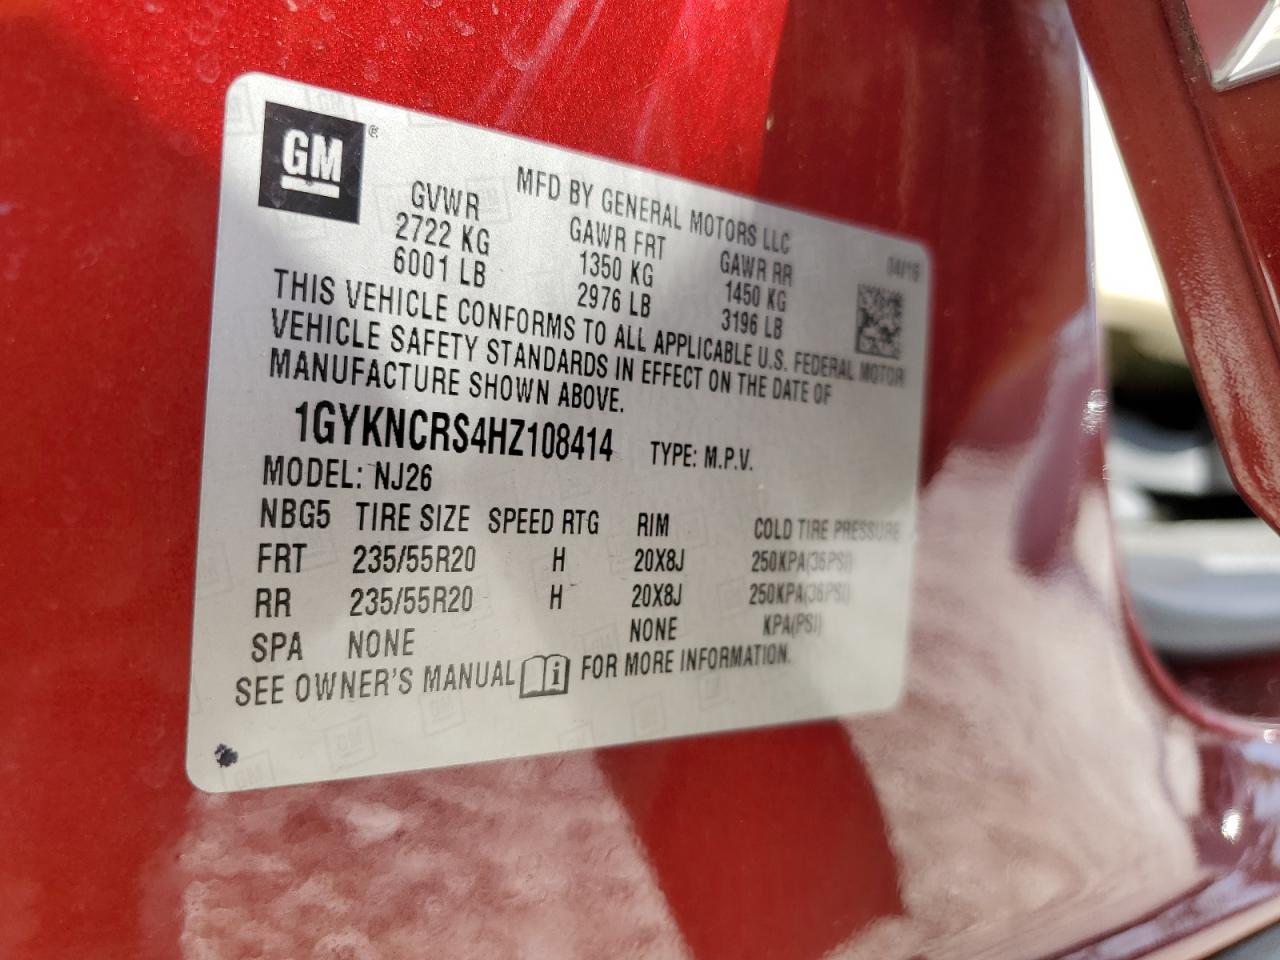 GM ®
MFD BY GENERAL MOTORS LLC
GVWR GAWR FRT GAWR RR 04/16
2722 KG 1350 KG 1450 KG
6001 LB 2976 LB 3196 LB
THIS VEHICLE CONFORMS TO ALL APPLICABLE U.S. FEDERAL MOTOR
VEHICLE SAFETY STANDARDS IN EFFECT ON THE DATE OF
MANUFACTURE SHOWN ABOVE.
1GYKNCRS4HZ108414 TYPE: M.P.V.
MODEL: NJ26
NBG5 TIRE SIZE SPEED RTG RIM COLD TIRE PRESSURE
FRT 235/55R20 H 20X8J 250KPA(36PSI)
RR 235/55R20 H 20X8J 250KPA(36PSI)
SPA NONE NONE KPA(PSI)
SEE OWNER'S MANUAL i FOR MORE INFORMATION.